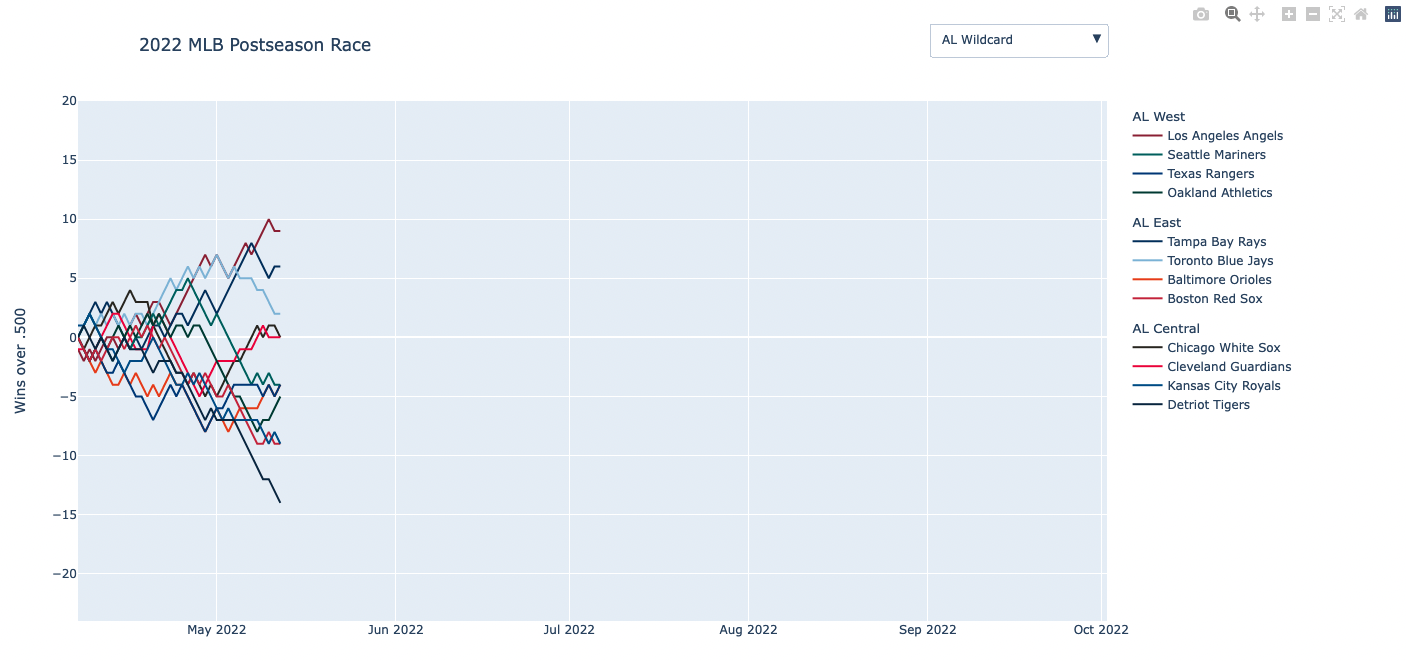 2022 MLB Postseason Race
AL Wildcard ▼
Wins over .500
20
15
10
5
0
−5
−10
−15
−20
May 2022
Jun 2022
Jul 2022
Aug 2022
Sep 2022
Oct 2022
AL West
Los Angeles Angels
Seattle Mariners
Texas Rangers
Oakland Athletics
AL East
Tampa Bay Rays
Toronto Blue Jays
Baltimore Orioles
Boston Red Sox
AL Central
Chicago White Sox
Cleveland Guardians
Kansas City Royals
Detriot Tigers